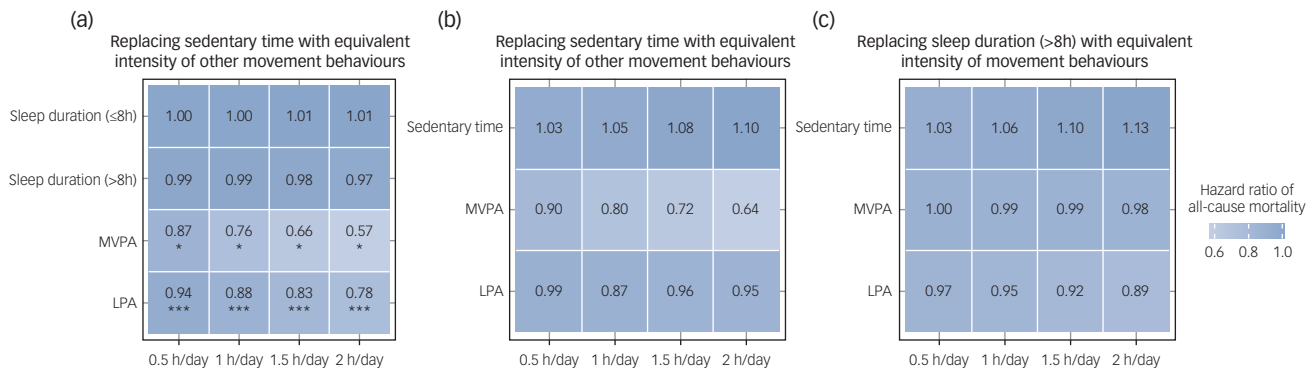 (a)
Replacing sedentary time with equivalent
intensity of other movement behaviours
Sleep duration (≤8h) 1.00 1.00 1.01 1.01
Sleep duration (>8h) 0.99 0.99 0.98 0.97
MVPA 0.87 0.76 0.66 0.57
* * * *
LPA 0.94 0.88 0.83 0.78
*** *** *** ***
0.5 h/day 1 h/day 1.5 h/day 2 h/day
(b)
Replacing sedentary time with equivalent
intensity of other movement behaviours
Sedentary time 1.03 1.05 1.08 1.10
MVPA 0.90 0.80 0.72 0.64
LPA 0.99 0.87 0.96 0.95
0.5 h/day 1 h/day 1.5 h/day 2 h/day
(c)
Replacing sleep duration (>8h) with equivalent
intensity of movement behaviours
Sedentary time 1.03 1.06 1.10 1.13
MVPA 1.00 0.99 0.99 0.98
LPA 0.97 0.95 0.92 0.89
0.5 h/day 1 h/day 1.5 h/day 2 h/day
Hazard ratio of
all-cause mortality
0.6 0.8 1.0